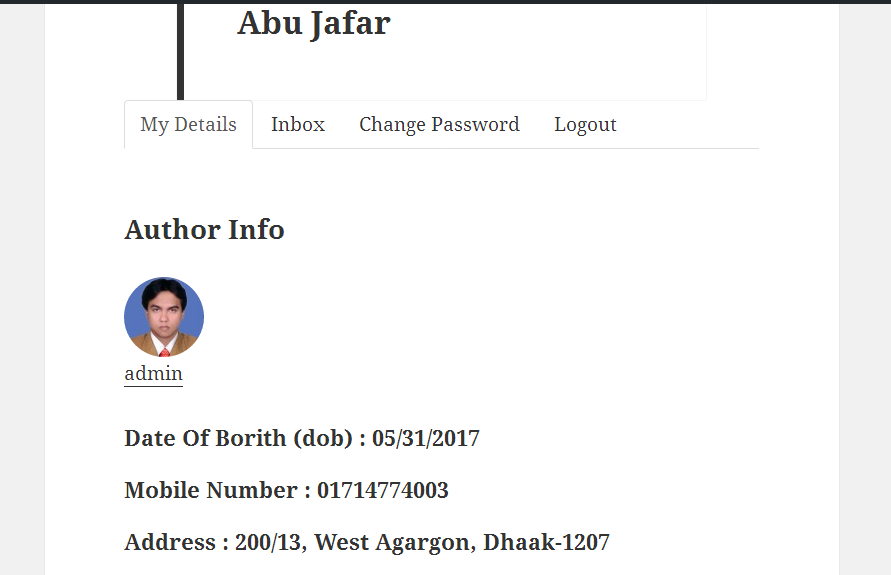 Abu Jafar
My Details Inbox Change Password Logout
Author Info
admin
Date Of Borith (dob) : 05/31/2017
Mobile Number : 01714774003
Address : 200/13, West Agargon, Dhaak-1207